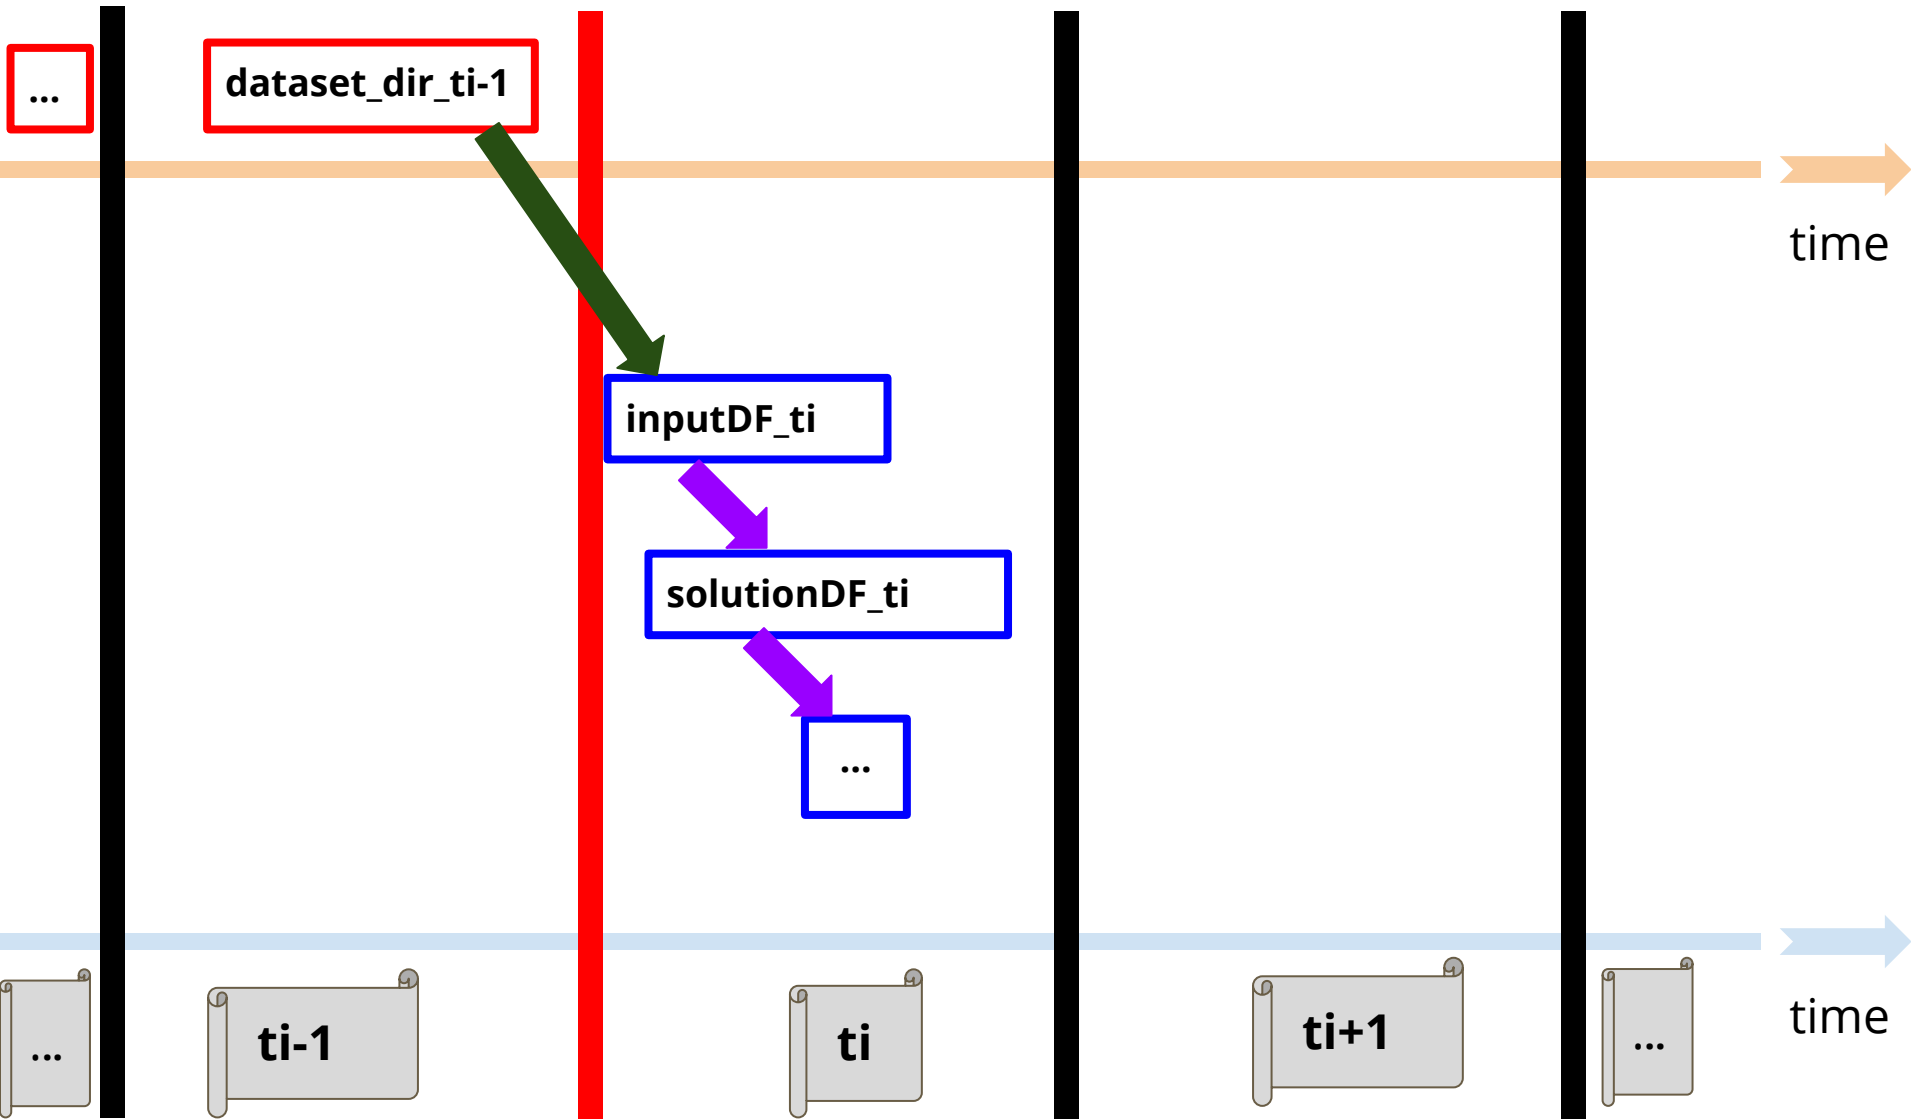 ...
dataset_dir_ti-1
time
inputDF_ti
solutionDF_ti
...
...
ti-1
ti
ti+1
...
time